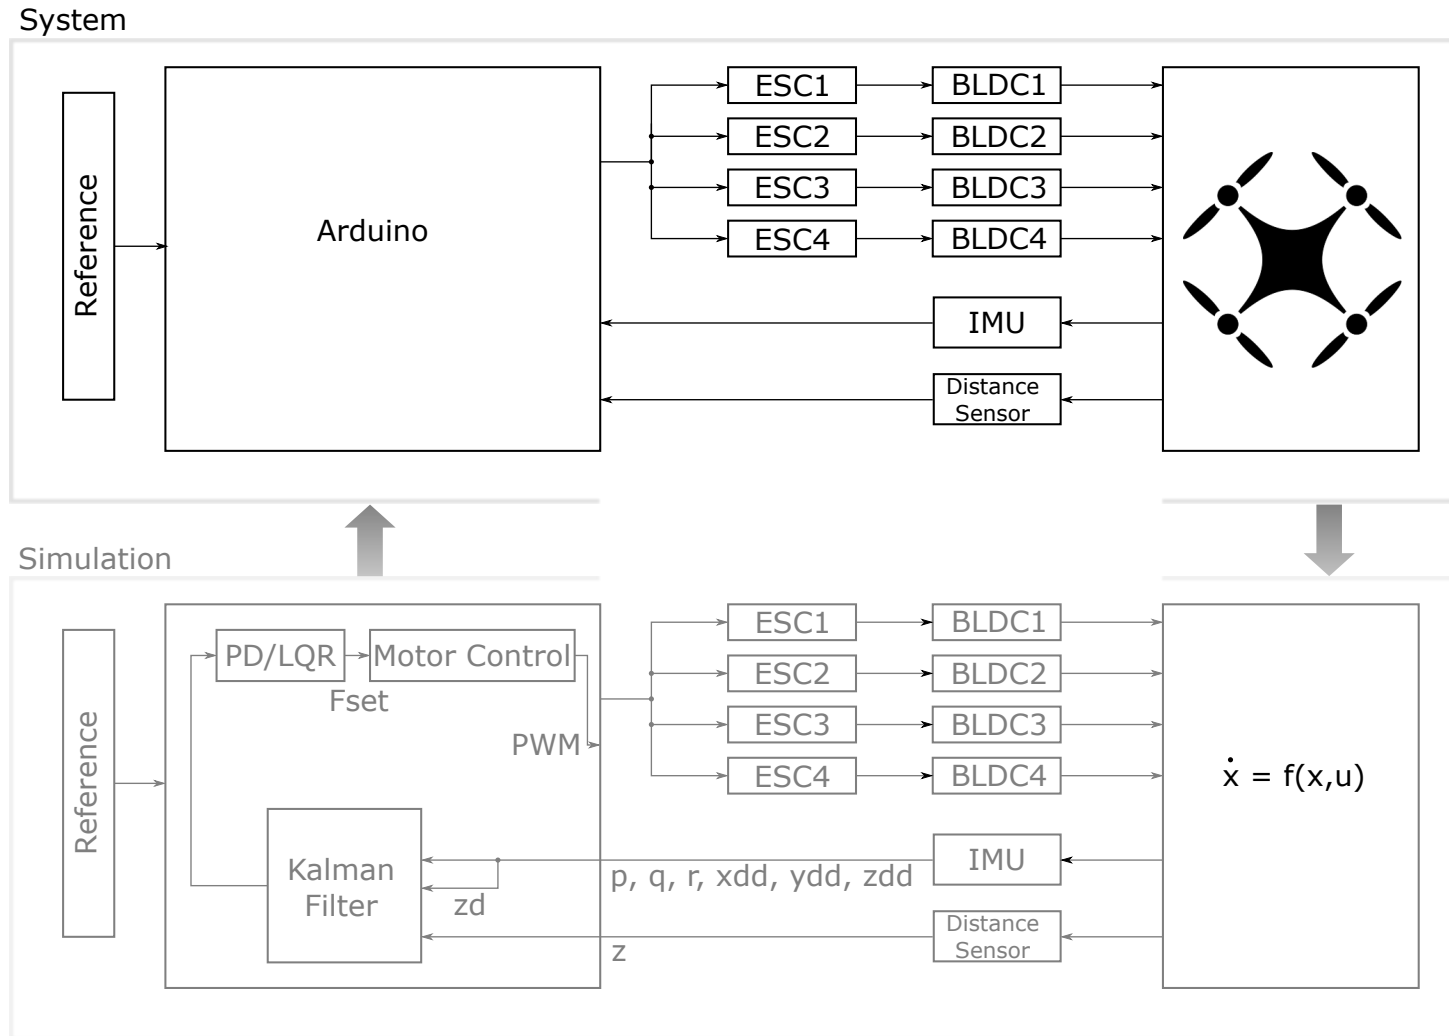 System
Reference
Arduino
ESC1
BLDC1
ESC2
BLDC2
ESC3
BLDC3
ESC4
BLDC4
IMU
Distance
Sensor
Simulation
Reference
PD/LQR
Motor Control
Fset
PWM
Kalman
Filter
zd
p, q, r, xdd, ydd, zdd
z
ESC1
BLDC1
ESC2
BLDC2
ESC3
BLDC3
ESC4
BLDC4
IMU
Distance
Sensor
ẋ = f(x,u)